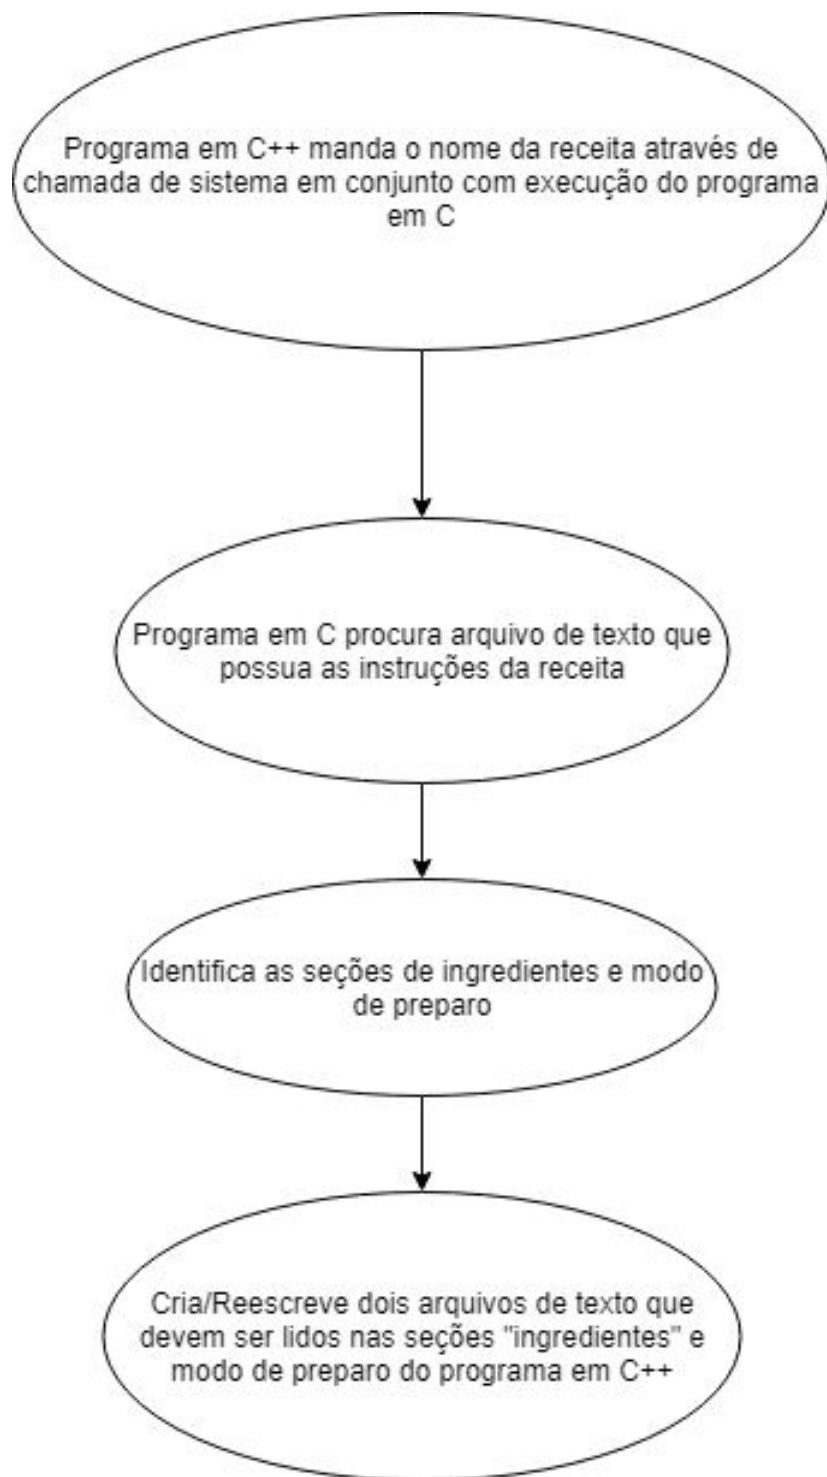 Programa em C++ manda o nome da receita através de
chamada de sistema em conjunto com execução do programa
em C
Programa em C procura arquivo de texto que
possua as instruções da receita
Identifica as seções de ingredientes e modo
de preparo
Cria/Reescreve dois arquivos de texto que
devem ser lidos nas seções "ingredientes" e
modo de preparo do programa em C++